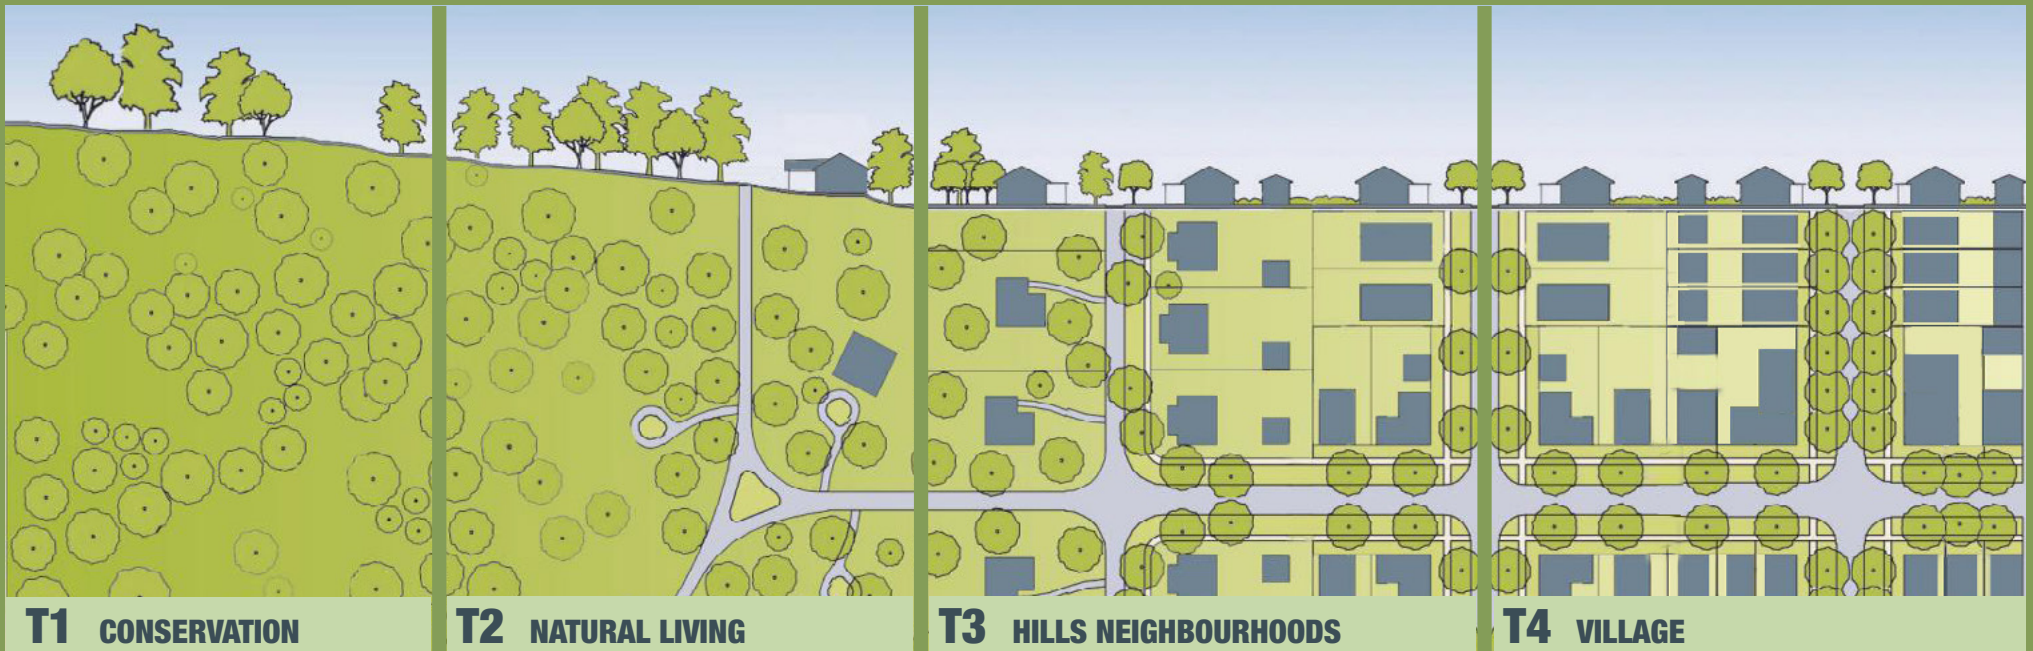 T1 CONSERVATION
T2 NATURAL LIVING
T3 HILLS NEIGHBOURHOODS
T4 VILLAGE